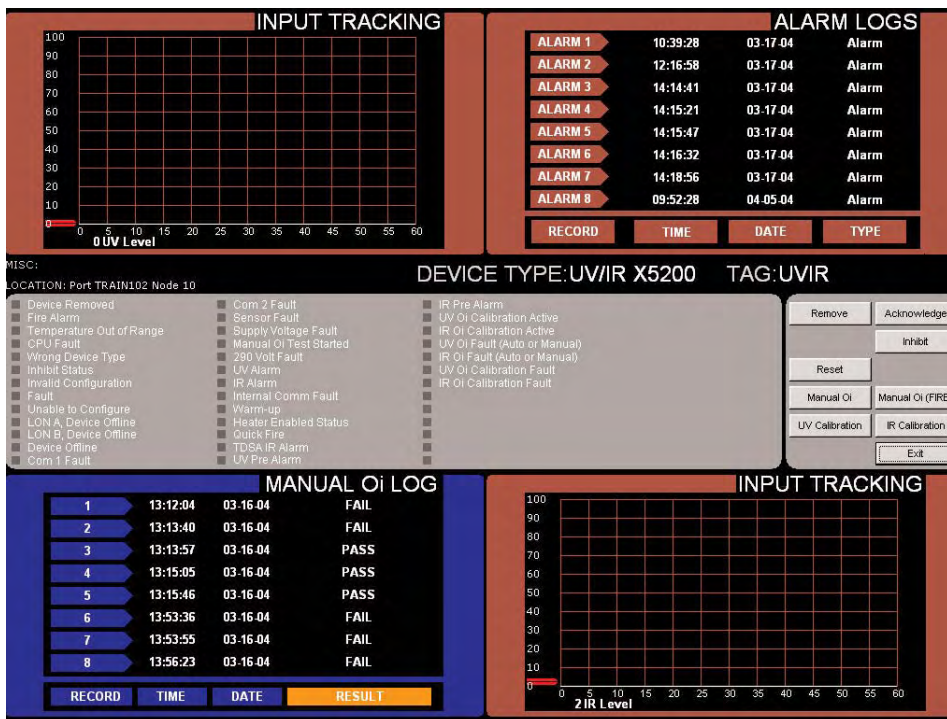 INPUT TRACKING
100
90
80
70
60
50
40
30
20
10
0
0 5 10 15 20 25 30 35 40 45 50 55 60
0 UV Level
ALARM LOGS
ALARM 1 10:39:28 03-17-04 Alarm
ALARM 2 12:16:58 03-17-04 Alarm
ALARM 3 14:14:41 03-17-04 Alarm
ALARM 4 14:15:21 03-17-04 Alarm
ALARM 5 14:15:47 03-17-04 Alarm
ALARM 6 14:16:32 03-17-04 Alarm
ALARM 7 14:18:56 03-17-04 Alarm
ALARM 8 09:52:28 04-05-04 Alarm
RECORD TIME DATE TYPE
MISC:
LOCATION: Port TRAIN102 Node 10
DEVICE TYPE:UV/IR X5200 TAG:UVIR
Device Removed
Fire Alarm
Temperature Out of Range
CPU Fault
Wrong Device Type
Inhibit Status
Invalid Configuration
Fault
Unable to Configure
LON A, Device Offline
LON B, Device Offline
Device Offline
Com 1 Fault
Com 2 Fault
Sensor Fault
Supply Voltage Fault
Manual Oi Test Started
290 Volt Fault
UV Alarm
IR Alarm
Internal Comm Fault
Warm-up
Heater Enabled Status
Quick Fire
TDSA IR Alarm
UV Pre Alarm
IR Pre Alarm
UV Oi Calibration Active
IR Oi Calibration Active
UV Oi Fault (Auto or Manual)
IR Oi Fault (Auto or Manual)
UV Oi Calibration Fault
IR Oi Calibration Fault
Remove Acknowledge
Inhibit
Reset
Manual Oi Manual Oi (FIRE
UV Calibration IR Calibration
Exit
MANUAL Oi LOG
1 13:12:04 03-16-04 FAIL
2 13:13:40 03-16-04 FAIL
3 13:13:57 03-16-04 PASS
4 13:15:05 03-16-04 PASS
5 13:15:46 03-16-04 PASS
6 13:53:36 03-16-04 FAIL
7 13:53:55 03-16-04 FAIL
8 13:56:23 03-16-04 FAIL
RECORD TIME DATE RESULT
INPUT TRACKING
100
90
80
70
60
50
40
30
20
10
0
0 5 10 15 20 25 30 35 40 45 50 55 60
2 IR Level